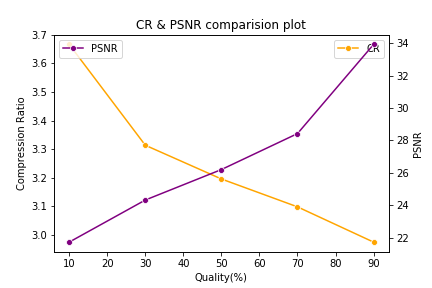 CR & PSNR comparision plot
PSNR
CR
3.7
3.6
3.5
3.4
3.3
3.2
3.1
3.0
Compression Ratio
34
32
30
28
26
24
22
PSNR
10 20 30 40 50 60 70 80 90
Quality(%)